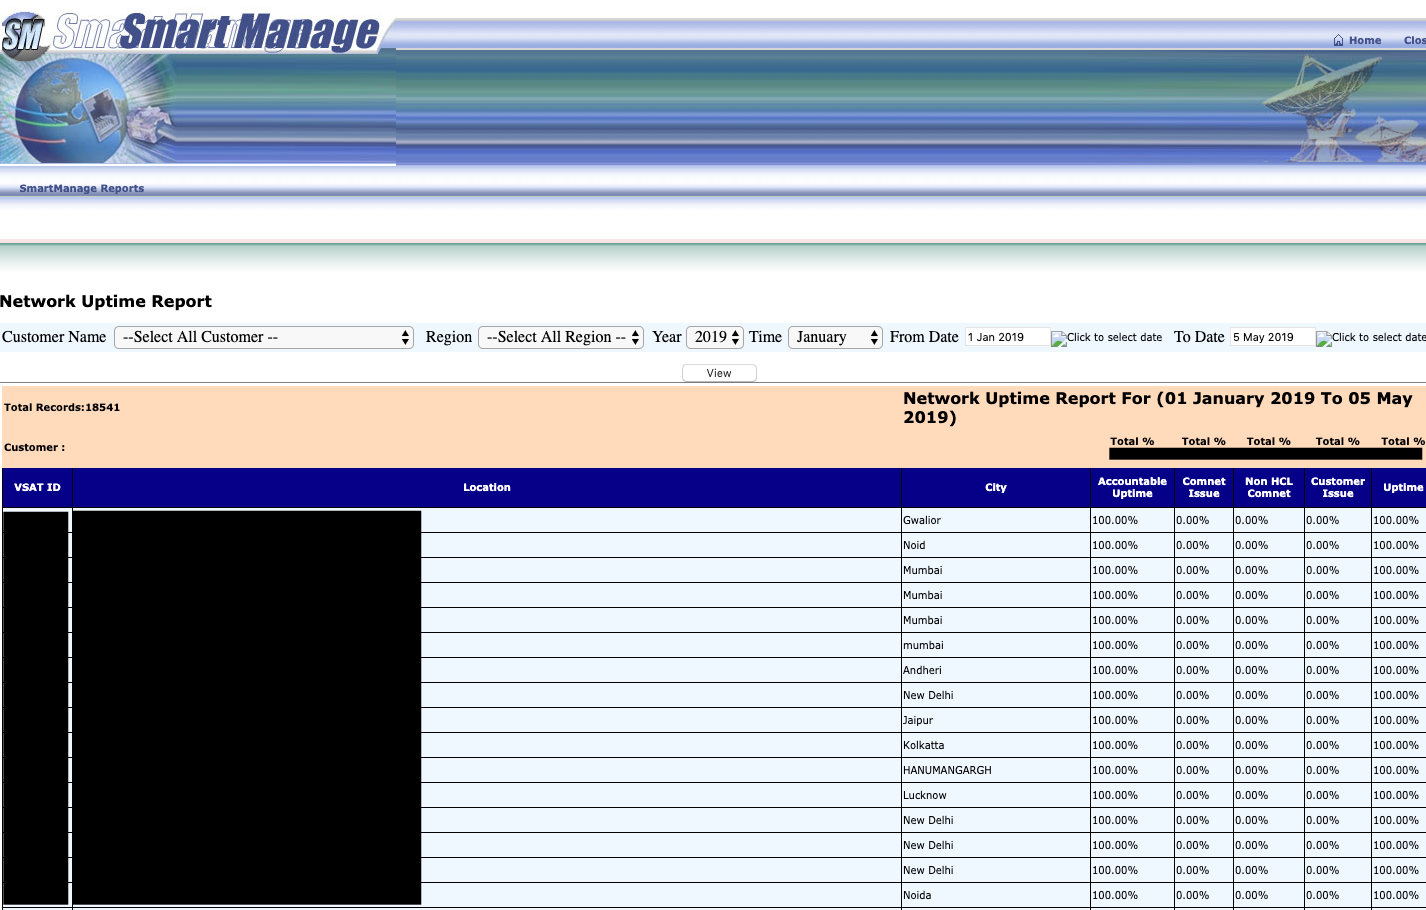 SM Smart Manage Smart Manage
Home Clos
SmartManage Reports
Network Uptime Report
Customer Name --Select All Customer -- Region --Select All Region -- Year 2019 Time January From Date 1 Jan 2019 Click to select date To Date 5 May 2019 Click to select date
View
Total Records:18541
Network Uptime Report For (01 January 2019 To 05 May
2019)
Customer :
Total % Total % Total % Total % Total %
VSAT ID Location City Accountable Uptime Comnet Issue Non HCL Comnet Customer Issue Uptime
Gwalior 100.00% 0.00% 0.00% 0.00% 100.00%
Noid 100.00% 0.00% 0.00% 0.00% 100.00%
Mumbai 100.00% 0.00% 0.00% 0.00% 100.00%
Mumbai 100.00% 0.00% 0.00% 0.00% 100.00%
Mumbai 100.00% 0.00% 0.00% 0.00% 100.00%
mumbai 100.00% 0.00% 0.00% 0.00% 100.00%
Andheri 100.00% 0.00% 0.00% 0.00% 100.00%
New Delhi 100.00% 0.00% 0.00% 0.00% 100.00%
Jaipur 100.00% 0.00% 0.00% 0.00% 100.00%
Kolkatta 100.00% 0.00% 0.00% 0.00% 100.00%
HANUMANGARGH 100.00% 0.00% 0.00% 0.00% 100.00%
Lucknow 100.00% 0.00% 0.00% 0.00% 100.00%
New Delhi 100.00% 0.00% 0.00% 0.00% 100.00%
New Delhi 100.00% 0.00% 0.00% 0.00% 100.00%
New Delhi 100.00% 0.00% 0.00% 0.00% 100.00%
Noida 100.00% 0.00% 0.00% 0.00% 100.00%